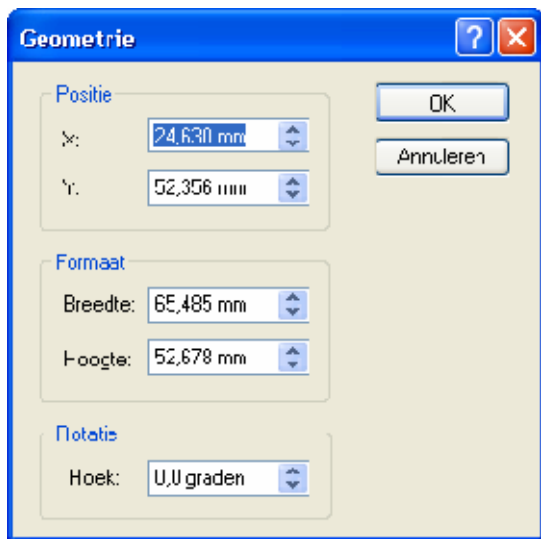 Geometrie
Positie
OK
X: 24,630 mm
Annuleren
Y: 52,356 mm
Formaat
Breedte: 65,485 mm
Hoogte: 52,678 mm
Rotatie
Hoek: 0,0 graden